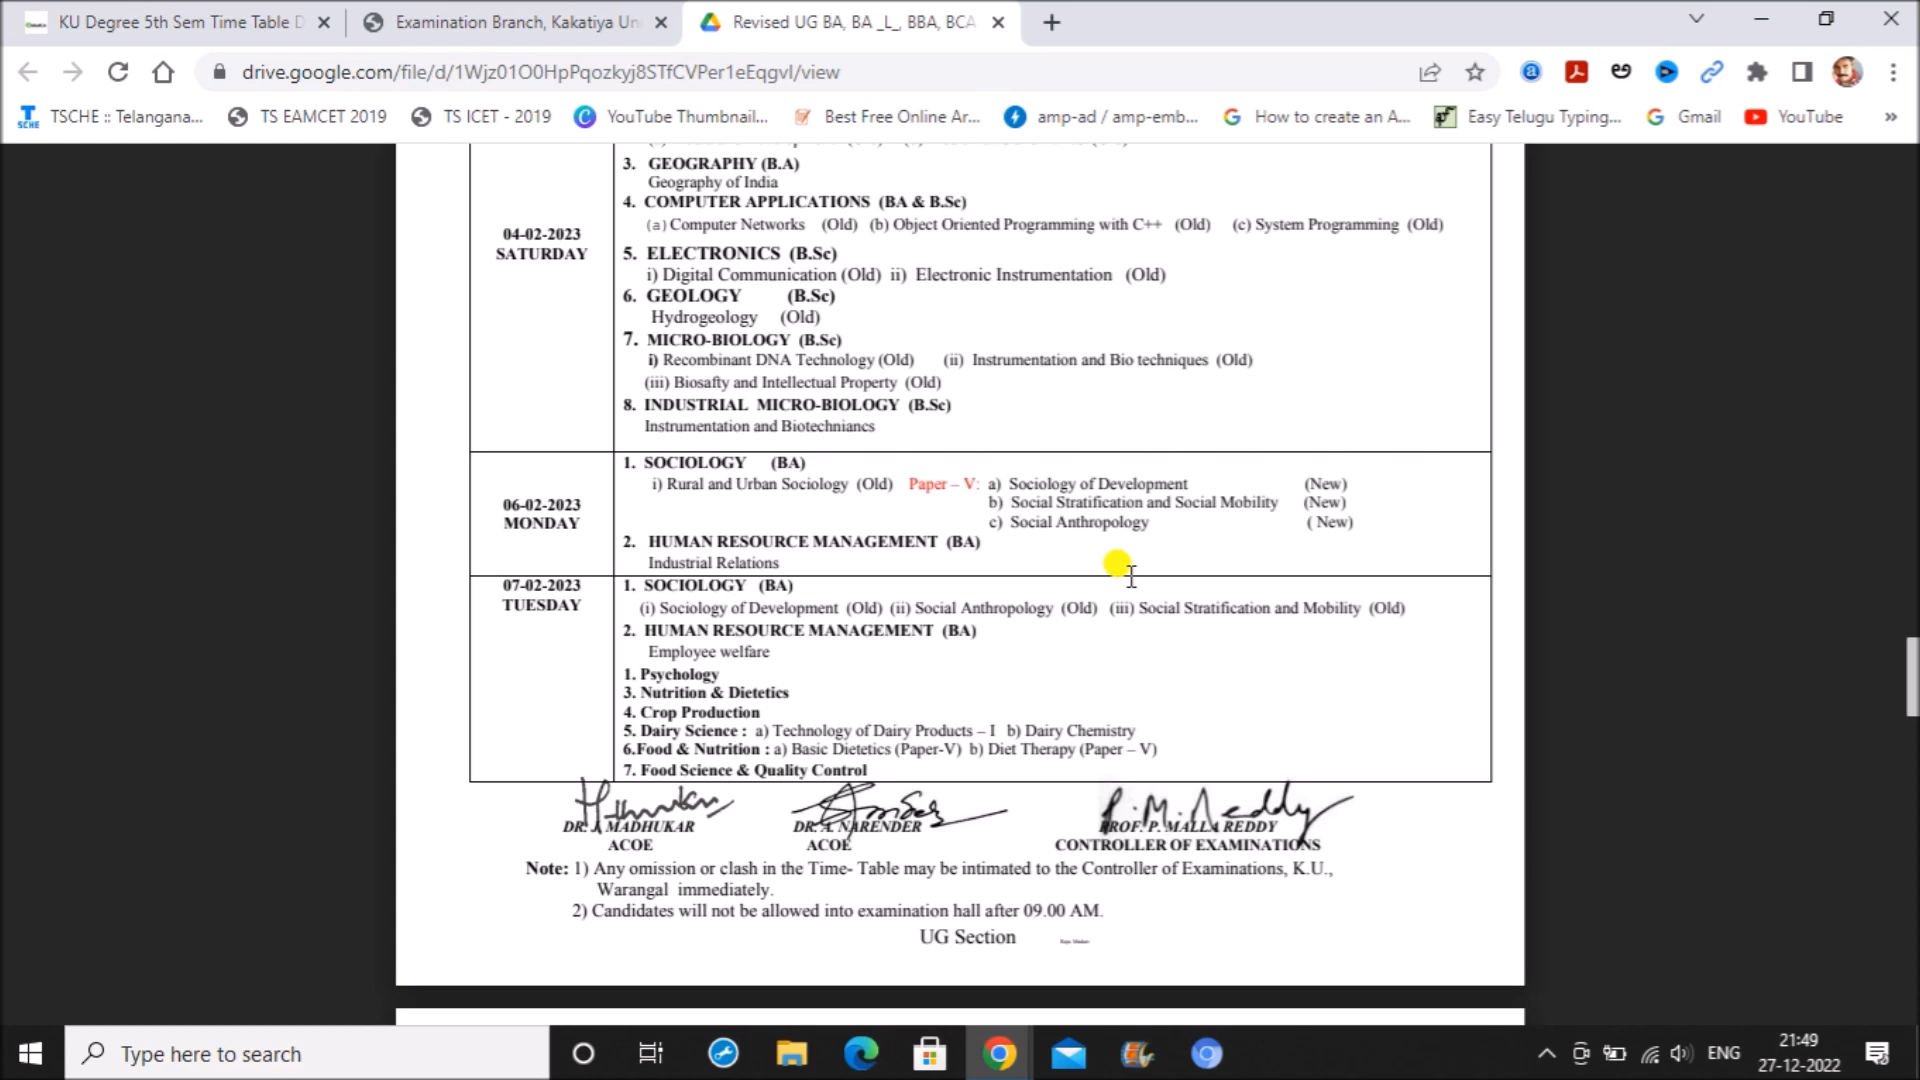 KU Degree 5th Sem Time Table D
Examination Branch, Kakatiya Un
Revised UG BA, BA _L_, BBA, BCA
drive.google.com/file/d/1Wjz01O0HpPqozkyj8STfCVPer1eEqgvI/view
TSCHE :: Telangana...
TS EAMCET 2019
TS ICET - 2019
YouTube Thumbnail...
Best Free Online Ar...
amp-ad / amp-emb...
How to create an A...
Easy Telugu Typing...
Gmail
YouTube
»
3. GEOGRAPHY (B.A)
Geography of India
4. COMPUTER APPLICATIONS (BA & B.Sc)
(a) Computer Networks (Old) (b) Object Oriented Programming with C++ (Old) (c) System Programming (Old)
04-02-2023
SATURDAY
5. ELECTRONICS (B.Sc)
i) Digital Communication (Old) ii) Electronic Instrumentation (Old)
6. GEOLOGY (B.Sc)
Hydrogeology (Old)
7. MICRO-BIOLOGY (B.Sc)
i) Recombinant DNA Technology (Old) (ii) Instrumentation and Bio techniques (Old)
(iii) Biosafty and Intellectual Property (Old)
8. INDUSTRIAL MICRO-BIOLOGY (B.Sc)
Instrumentation and Biotechniancs
06-02-2023
MONDAY
1. SOCIOLOGY (BA)
i) Rural and Urban Sociology (Old) Paper – V: a) Sociology of Development (New)
b) Social Stratification and Social Mobility (New)
c) Social Anthropology ( New)
2. HUMAN RESOURCE MANAGEMENT (BA)
Industrial Relations
07-02-2023
TUESDAY
1. SOCIOLOGY (BA)
(i) Sociology of Development (Old) (ii) Social Anthropology (Old) (iii) Social Stratification and Mobility (Old)
2. HUMAN RESOURCE MANAGEMENT (BA)
Employee welfare
1. Psychology
3. Nutrition & Dietetics
4. Crop Production
5. Dairy Science : a) Technology of Dairy Products – I b) Dairy Chemistry
6.Food & Nutrition : a) Basic Dietetics (Paper-V) b) Diet Therapy (Paper – V)
7. Food Science & Quality Control
P. M. Reddy
DR. J. MADHUKAR
DR. A. NARENDER
PROF. P. MALLA REDDY
ACOE
ACOE
CONTROLLER OF EXAMINATIONS
Note: 1) Any omission or clash in the Time- Table may be intimated to the Controller of Examinations, K.U.,
Warangal immediately.
2) Candidates will not be allowed into examination hall after 09.00 AM.
UG Section
Type here to search
ENG
21:49
27-12-2022